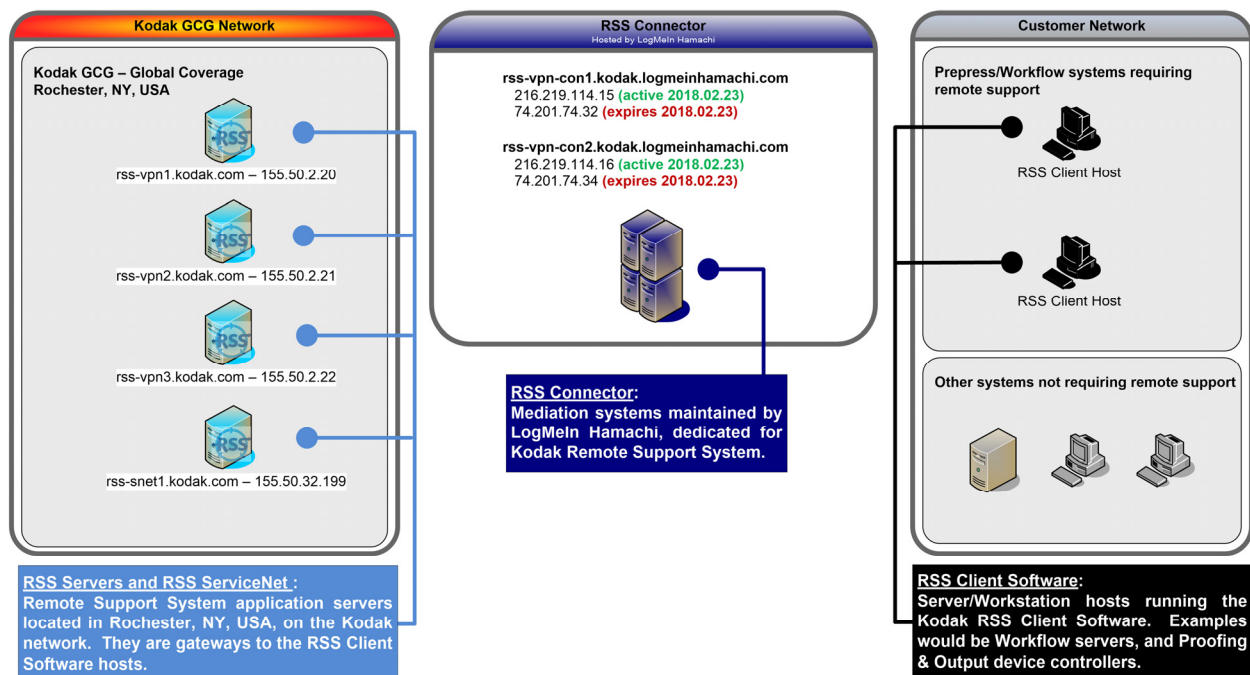 Kodak GCG Network
Kodak GCG – Global Coverage
Rochester, NY, USA
RSS
rss-vpn1.kodak.com – 155.50.2.20
RSS
rss-vpn2.kodak.com – 155.50.2.21
RSS
rss-vpn3.kodak.com – 155.50.2.22
RSS
rss-snet1.kodak.com – 155.50.32.199
RSS Servers and RSS ServiceNet :
Remote Support System application servers
located in Rochester, NY, USA, on the Kodak
network. They are gateways to the RSS Client
Software hosts.
RSS Connector
Hosted by LogMeIn Hamachi
rss-vpn-con1.kodak.logmeinhamachi.com
216.219.114.15 (active 2018.02.23)
74.201.74.32 (expires 2018.02.23)
rss-vpn-con2.kodak.logmeinhamachi.com
216.219.114.16 (active 2018.02.23)
74.201.74.34 (expires 2018.02.23)
RSS Connector:
Mediation systems maintained by
LogMeIn Hamachi, dedicated for
Kodak Remote Support System.
Customer Network
Prepress/Workflow systems requiring
remote support
RSS Client Host
RSS Client Host
Other systems not requiring remote support
RSS Client Software:
Server/Workstation hosts running the
Kodak RSS Client Software. Examples
would be Workflow servers, and Proofing
& Output device controllers.